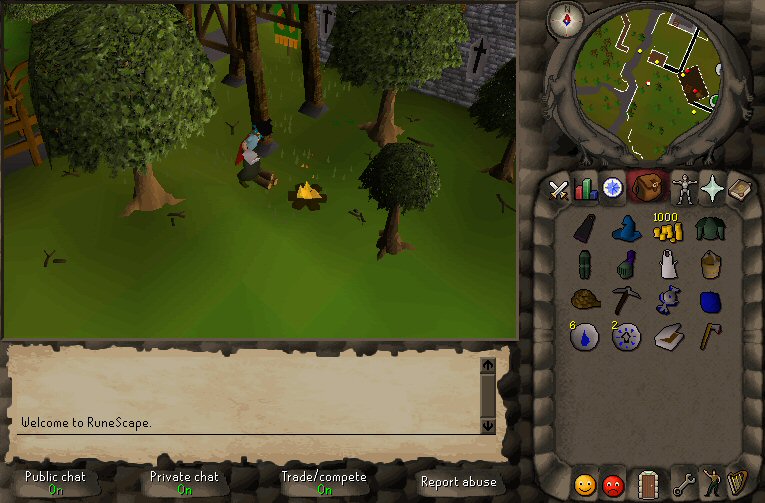 N
1000
6
2
Welcome to RuneScape.
Public chat
On
Private chat
On
Trade/compete
On
Report abuse